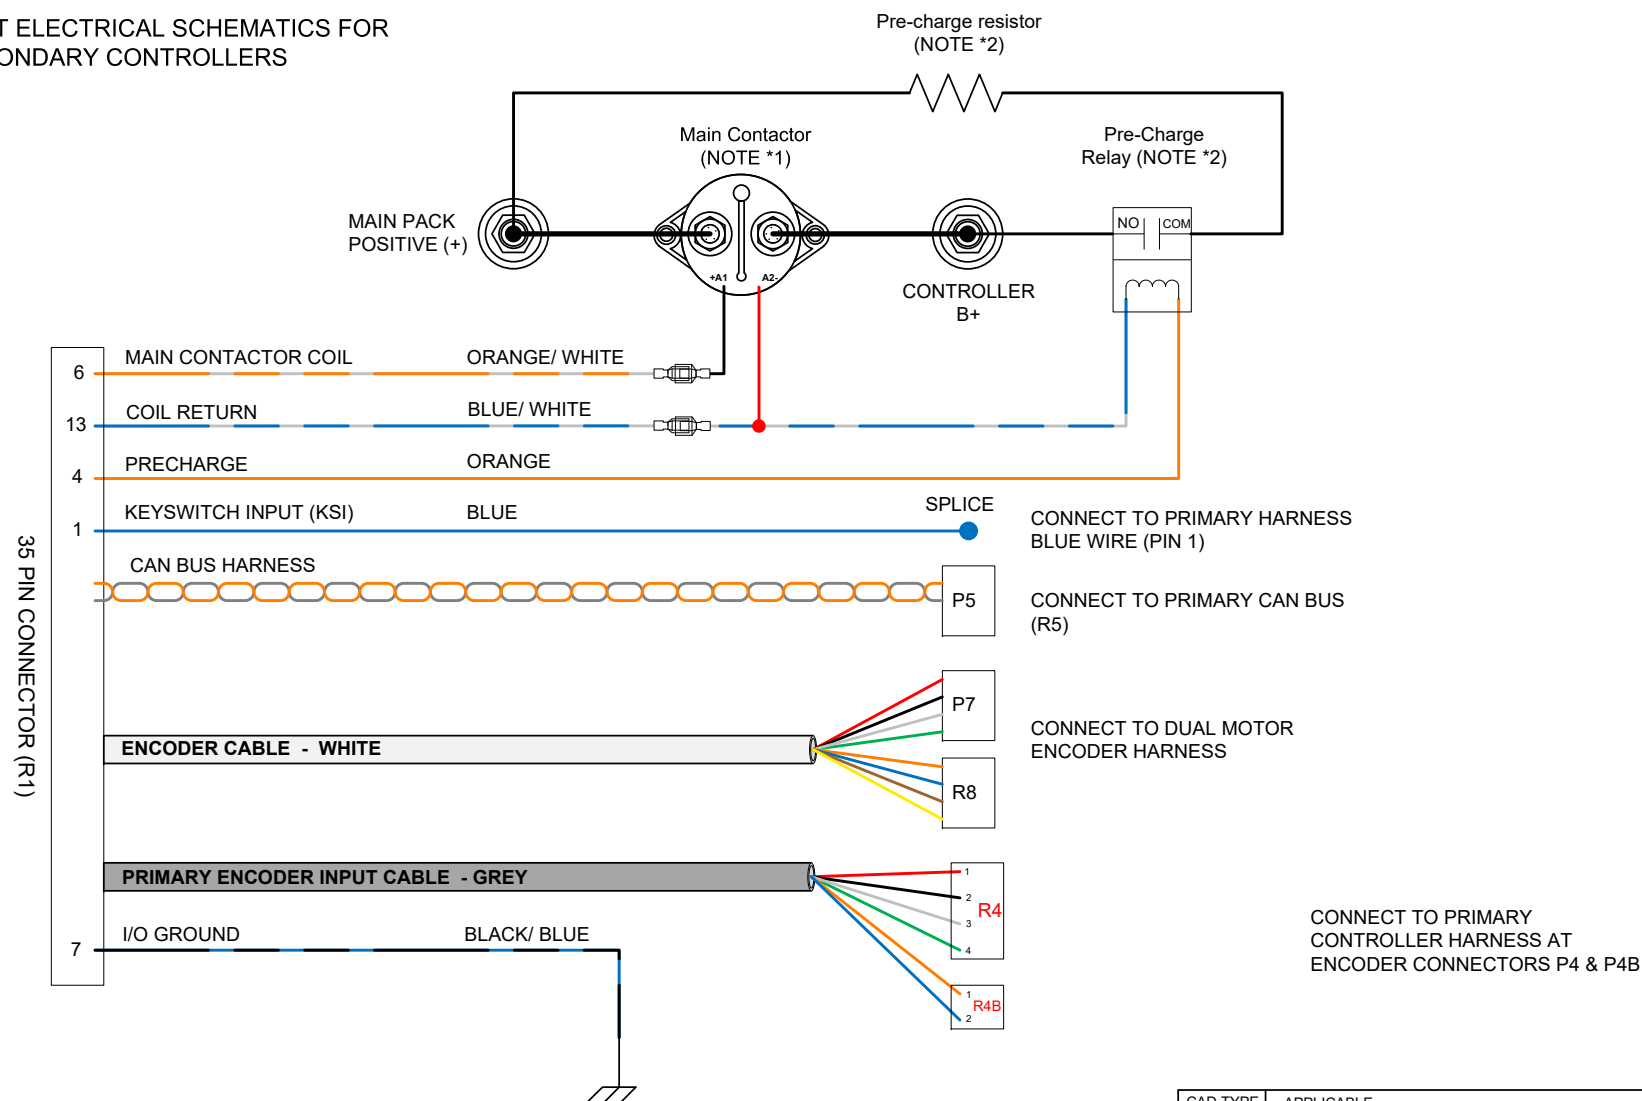 T ELECTRICAL SCHEMATICS FOR
ONDARY CONTROLLERS
Pre-charge resistor
(NOTE *2)
Main Contactor
(NOTE *1)
Pre-Charge
Relay (NOTE *2)
MAIN PACK
POSITIVE (+)
NO
COM
+A1
A2-
CONTROLLER
B+
6
MAIN CONTACTOR COIL
ORANGE/ WHITE
13
COIL RETURN
BLUE/ WHITE
4
PRECHARGE
ORANGE
1
KEYSWITCH INPUT (KSI)
BLUE
SPLICE
CONNECT TO PRIMARY HARNESS
BLUE WIRE (PIN 1)
35 PIN CONNECTOR (R1)
CAN BUS HARNESS
P5
CONNECT TO PRIMARY CAN BUS
(R5)
P7
CONNECT TO DUAL MOTOR
ENCODER HARNESS
ENCODER CABLE - WHITE
R8
PRIMARY ENCODER INPUT CABLE - GREY
1
2
R4
3
4
CONNECT TO PRIMARY
CONTROLLER HARNESS AT
ENCODER CONNECTORS P4 & P4B
7
I/O GROUND
BLACK/ BLUE
1
R4B
2
CAD TYPE
APPLICABLE